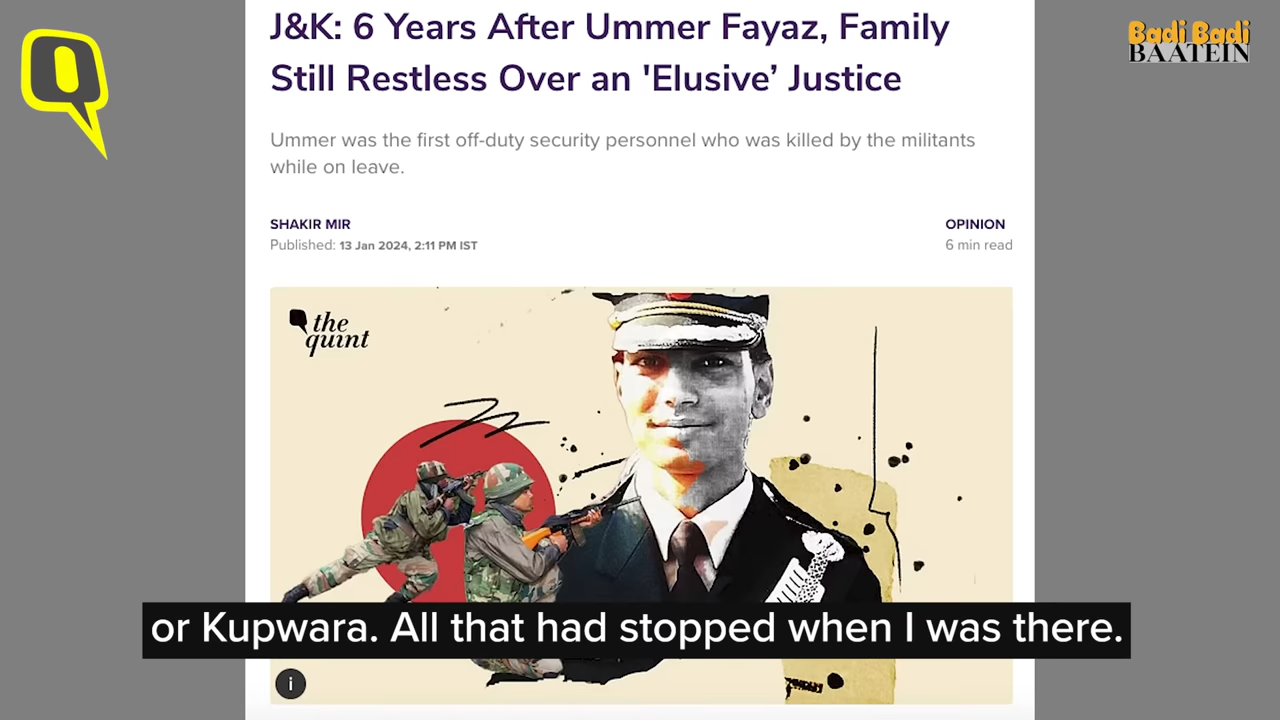 J&K: 6 Years After Ummer Fayaz, Family
Still Restless Over an 'Elusive’ Justice
Badi Badi
BAATEIN
Ummer was the first off-duty security personnel who was killed by the militants
while on leave.
SHAKIR MIR
OPINION
Published: 13 Jan 2024, 2:11 PM IST
6 min read
the
quint
or Kupwara. All that had stopped when I was there.
i